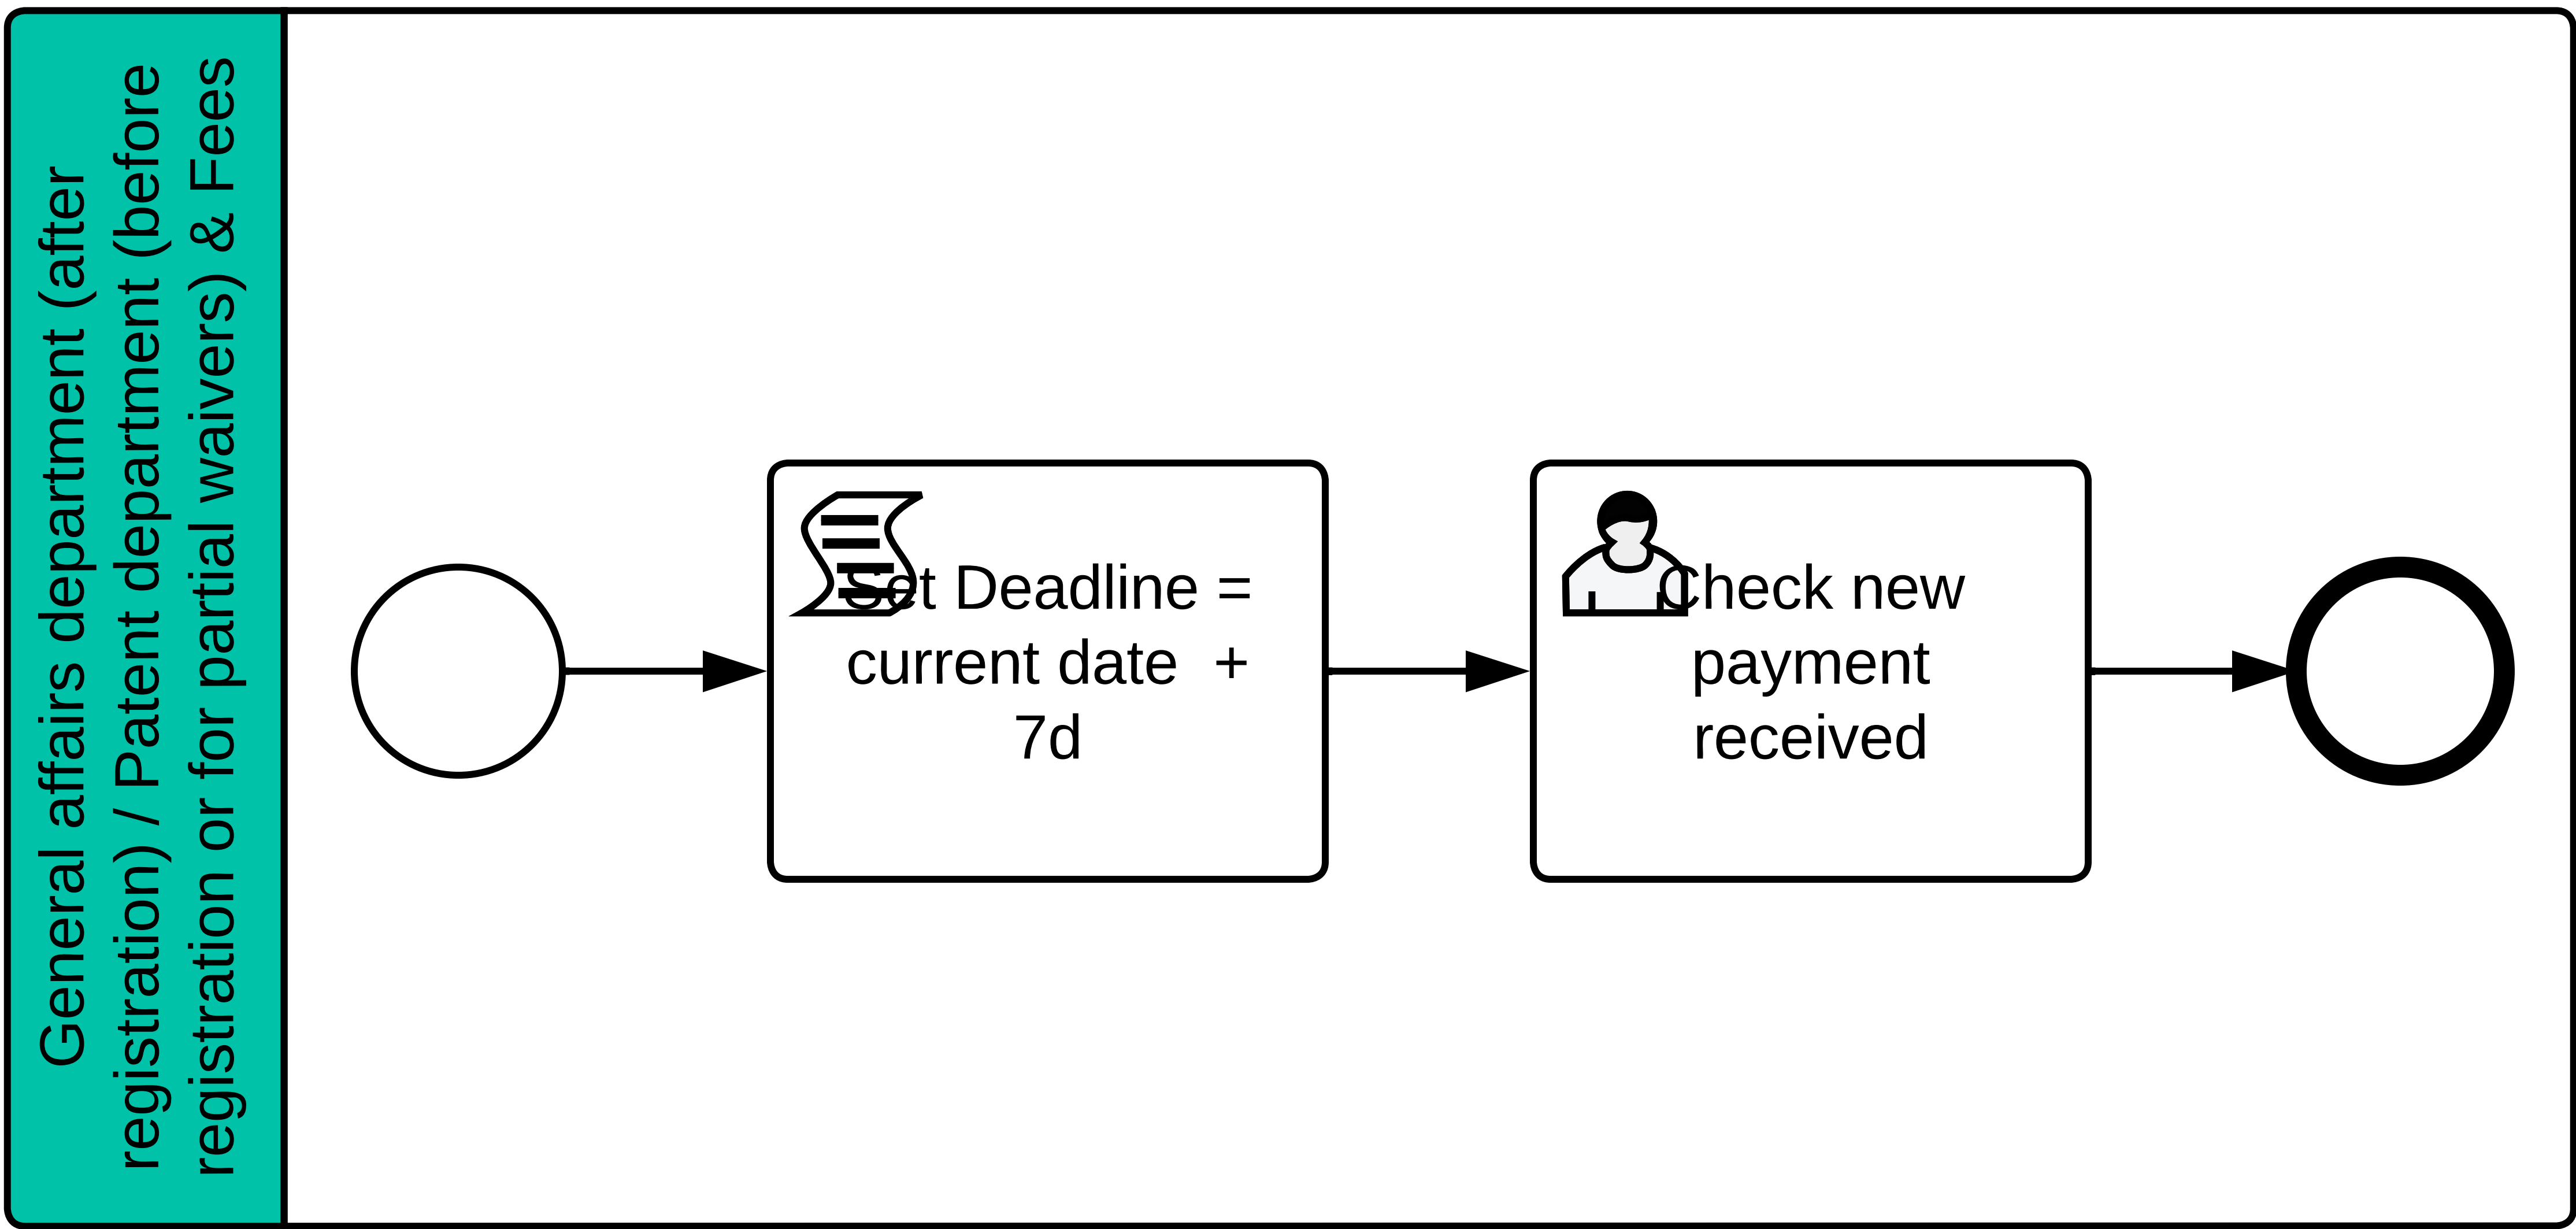 General affairs department (after
registration) / Patent department (before
registration or for partial waivers) & Fees
Set Deadline =
current date  +
7d
Check new
payment
received